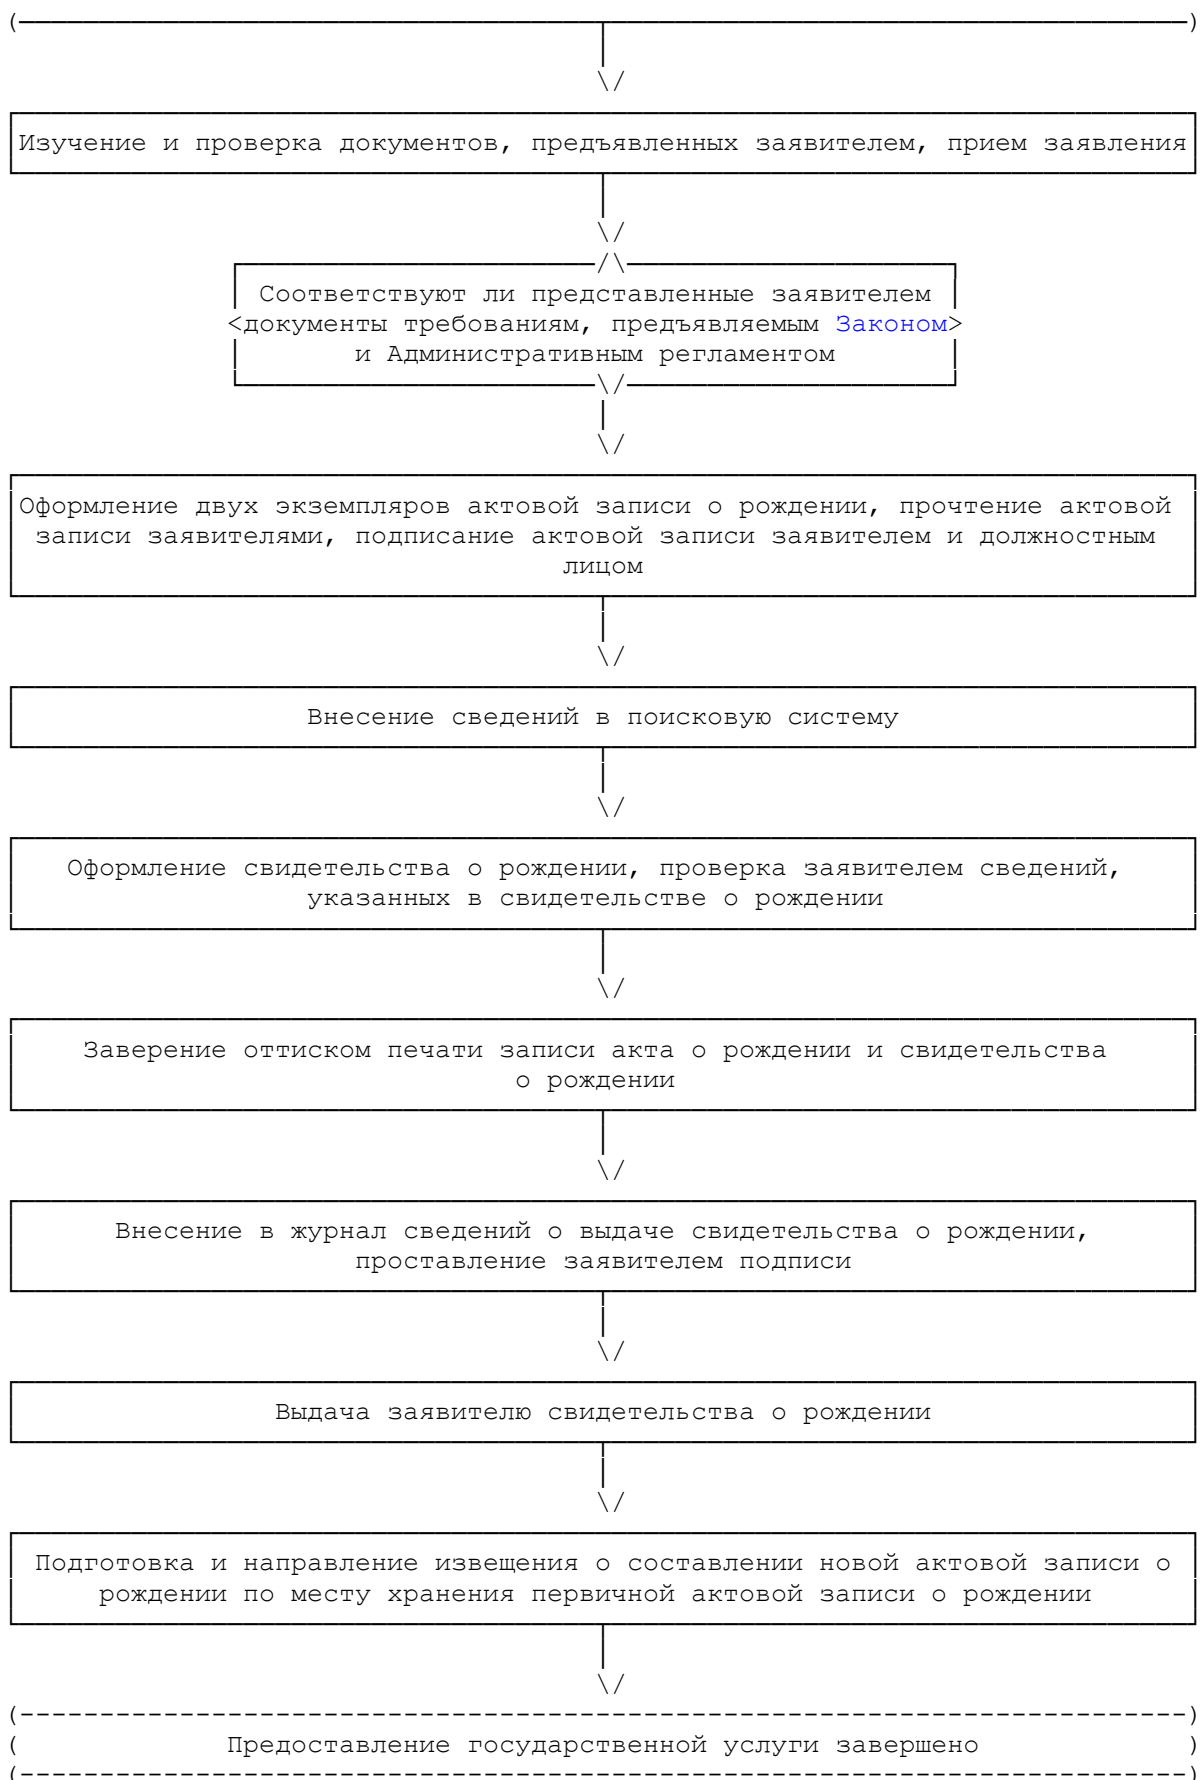 Изучение и проверка документов, предъявленных заявителем, прием заявления
Соответствуют ли представленные заявителем
<документы требованиям, предъявляемым Законом>
и Административным регламентом
Оформление двух экземпляров актовой записи о рождении, прочтение актовой
записи заявителями, подписание актовой записи заявителем и должностным
лицом
Внесение сведений в поисковую систему
Оформление свидетельства о рождении, проверка заявителем сведений,
указанных в свидетельстве о рождении
Заверение оттиском печати записи акта о рождении и свидетельства
о рождении
Внесение в журнал сведений о выдаче свидетельства о рождении,
проставление заявителем подписи
Выдача заявителю свидетельства о рождении
Подготовка и направление извещения о составлении новой актовой записи о
рождении по месту хранения первичной актовой записи о рождении
( Предоставление государственной услуги завершено )